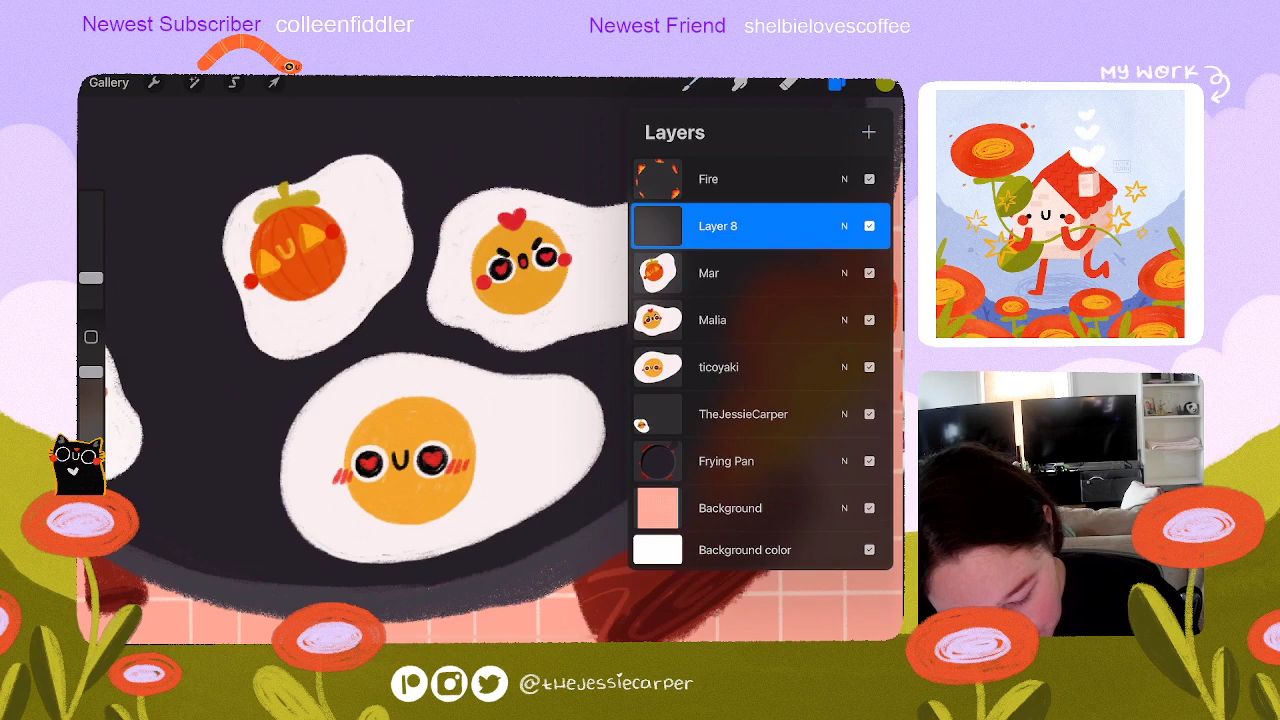 Newest Subscriber colleenfiddler
Newest Friend shelbielovescoffee
MY WORK
Gallery
Layers
Fire N
Layer 8 N
Mar N
Malia N
ticoyaki N
TheJessieCarper N
Frying Pan N
Background N
Background color
@tHeJessiecarper